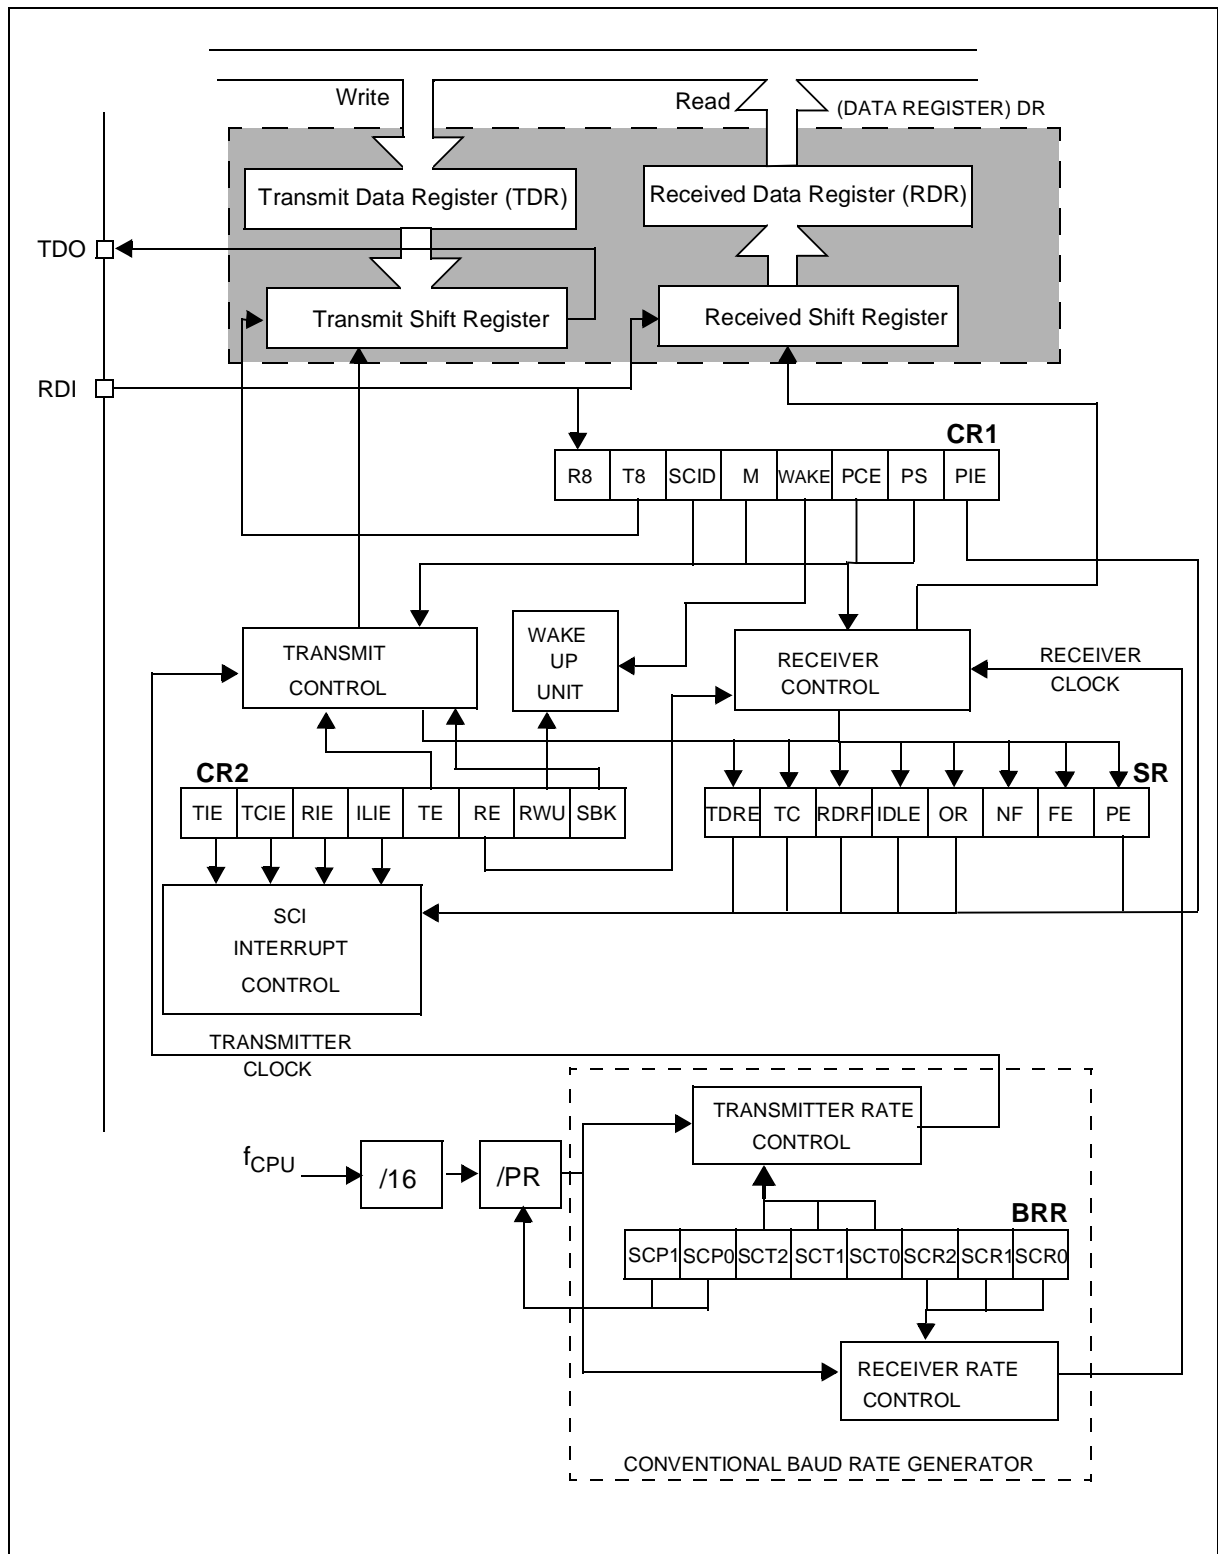 Write
Read
(DATA REGISTER) DR
Transmit Data Register (TDR)
Received Data Register (RDR)
TDO
Transmit Shift Register
Received Shift Register
RDI
CR1
R8 T8 SCID M WAKE PCE PS PIE
TRANSMIT
CONTROL
WAKE
UP
UNIT
RECEIVER
CONTROL
RECEIVER
CLOCK
CR2
SR
TIE TCIE RIE ILIE TE RE RWU SBK
TDRE TC RDRF IDLE OR NF FE PE
SCI
INTERRUPT
CONTROL
TRANSMITTER
CLOCK
TRANSMITTER RATE
CONTROL
fCPU
/16
/PR
BRR
SCP1 SCP0 SCT2 SCT1 SCT0 SCR2 SCR1 SCR0
RECEIVER RATE
CONTROL
CONVENTIONAL BAUD RATE GENERATOR